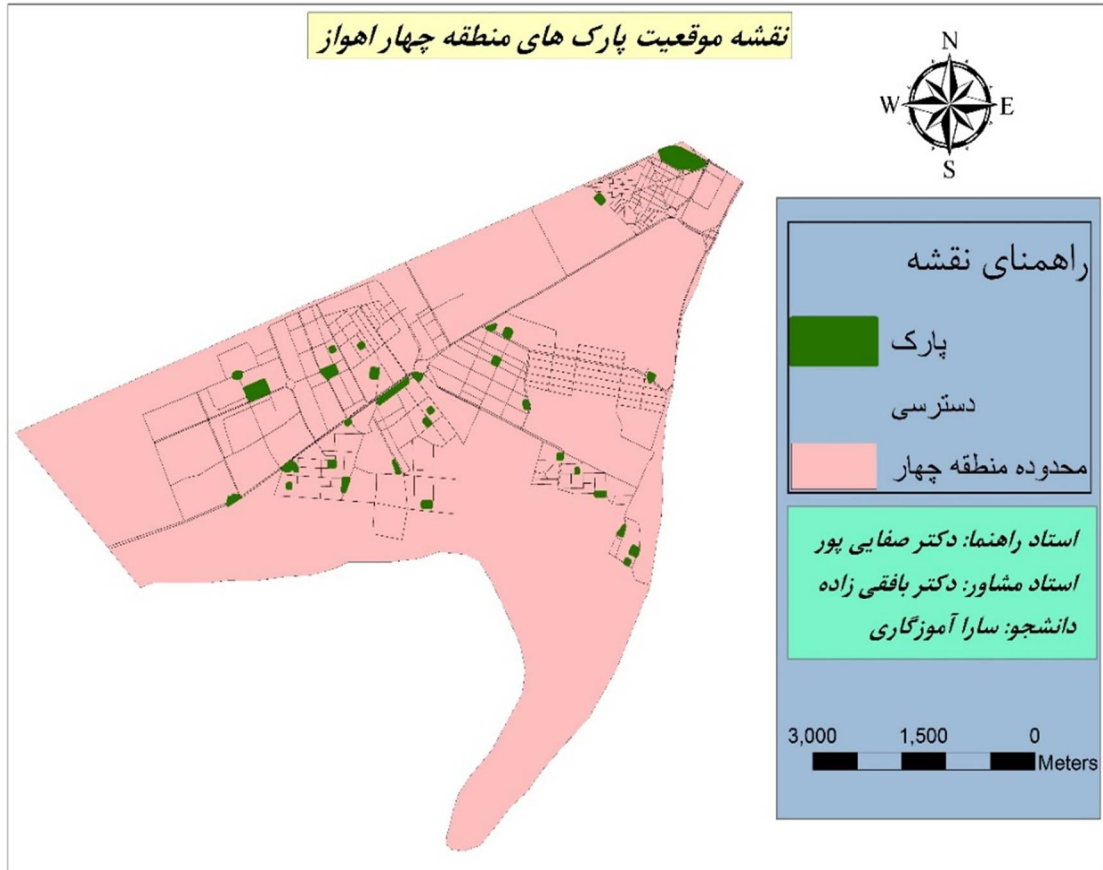 نقشه موقعیت پارک های منطقه چهار اهواز
N
W E
S
راهمنای نقشه
پارک
دسترسی
محدوده منطقه چهار
استاد راهنما: دکتر صفایی پور
استاد مشاور: دکتر بافقی زاده
دانشجو: سارا آموزگاری
3,000 1,500 0
Meters